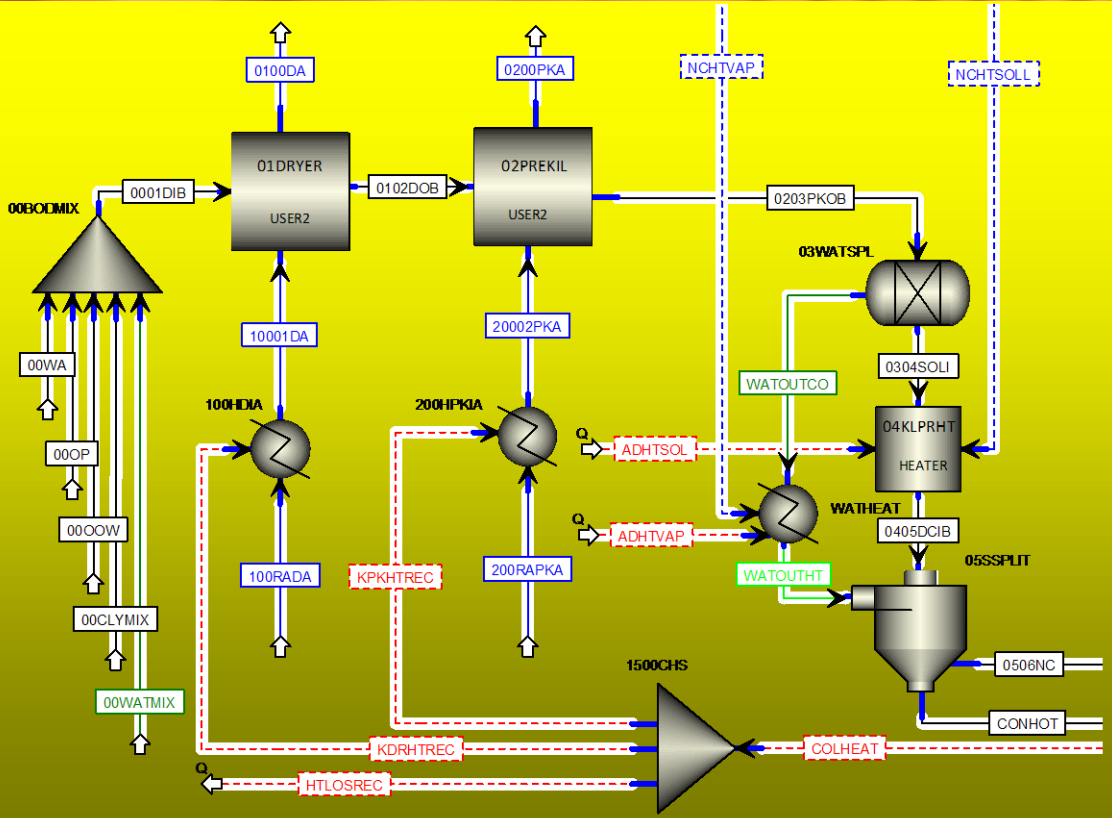 0100DA
0200PKA
NCHTVAP
NCHTSOLL
01DRYER
USER2
02PREKIL
USER2
0001DIB
0102DOB
0203PKOB
00BODMIX
03WATSPL
10001DA
20002PKA
00WA
0304SOLI
WATOUTCO
100HDIA
200HPKIA
04KLPRHT
HEATER
Q
ADHTSOL
00OP
WATHEAT
Q
ADHTVAP
00OOW
0405DCIB
05SSPLIT
100RADA
KPKHTREC
200RAPKA
WATOUTHT
00CLYMIX
1500CHS
0506NC
00WATMIX
CONHOT
KDRHTREC
COLHEAT
Q
HTLOSREC